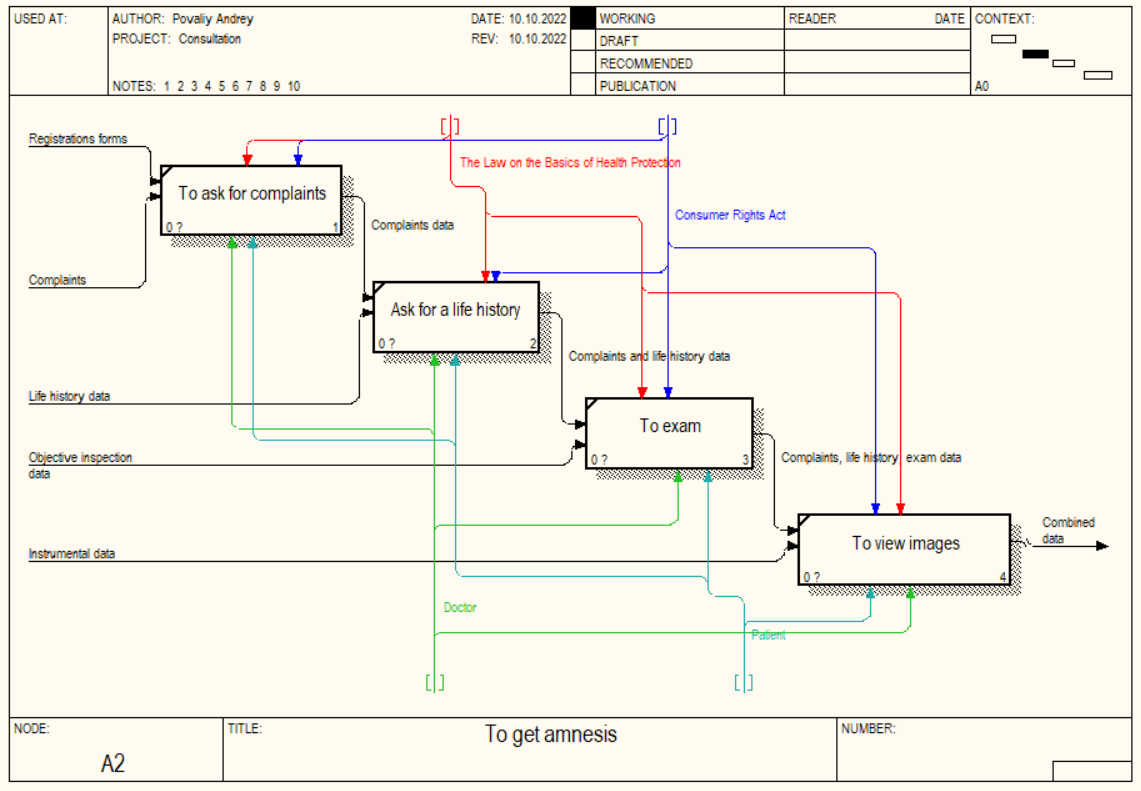 USED AT:
AUTHOR: Povaliy Andrey
DATE: 10.10.2022
PROJECT: Consultation
REV: 10.10.2022
NOTES: 1 2 3 4 5 6 7 8 9 10
WORKING
DRAFT
RECOMMENDED
PUBLICATION
READER
DATE
CONTEXT:
A0
Registrations forms
The Law on the Basics of Health Protection
To ask for complaints
0 ?
1
Complaints data
Consumer Rights Act
Complaints
Ask for a life history
0 ?
2
Complaints and life history data
Life history data
To exam
0 ?
3
Objective inspection
data
Complaints, life history, exam data
Combined
data
To view images
0 ?
4
Instrumental data
Doctor
Patient
NODE:
A2
TITLE:
To get amnesis
NUMBER: